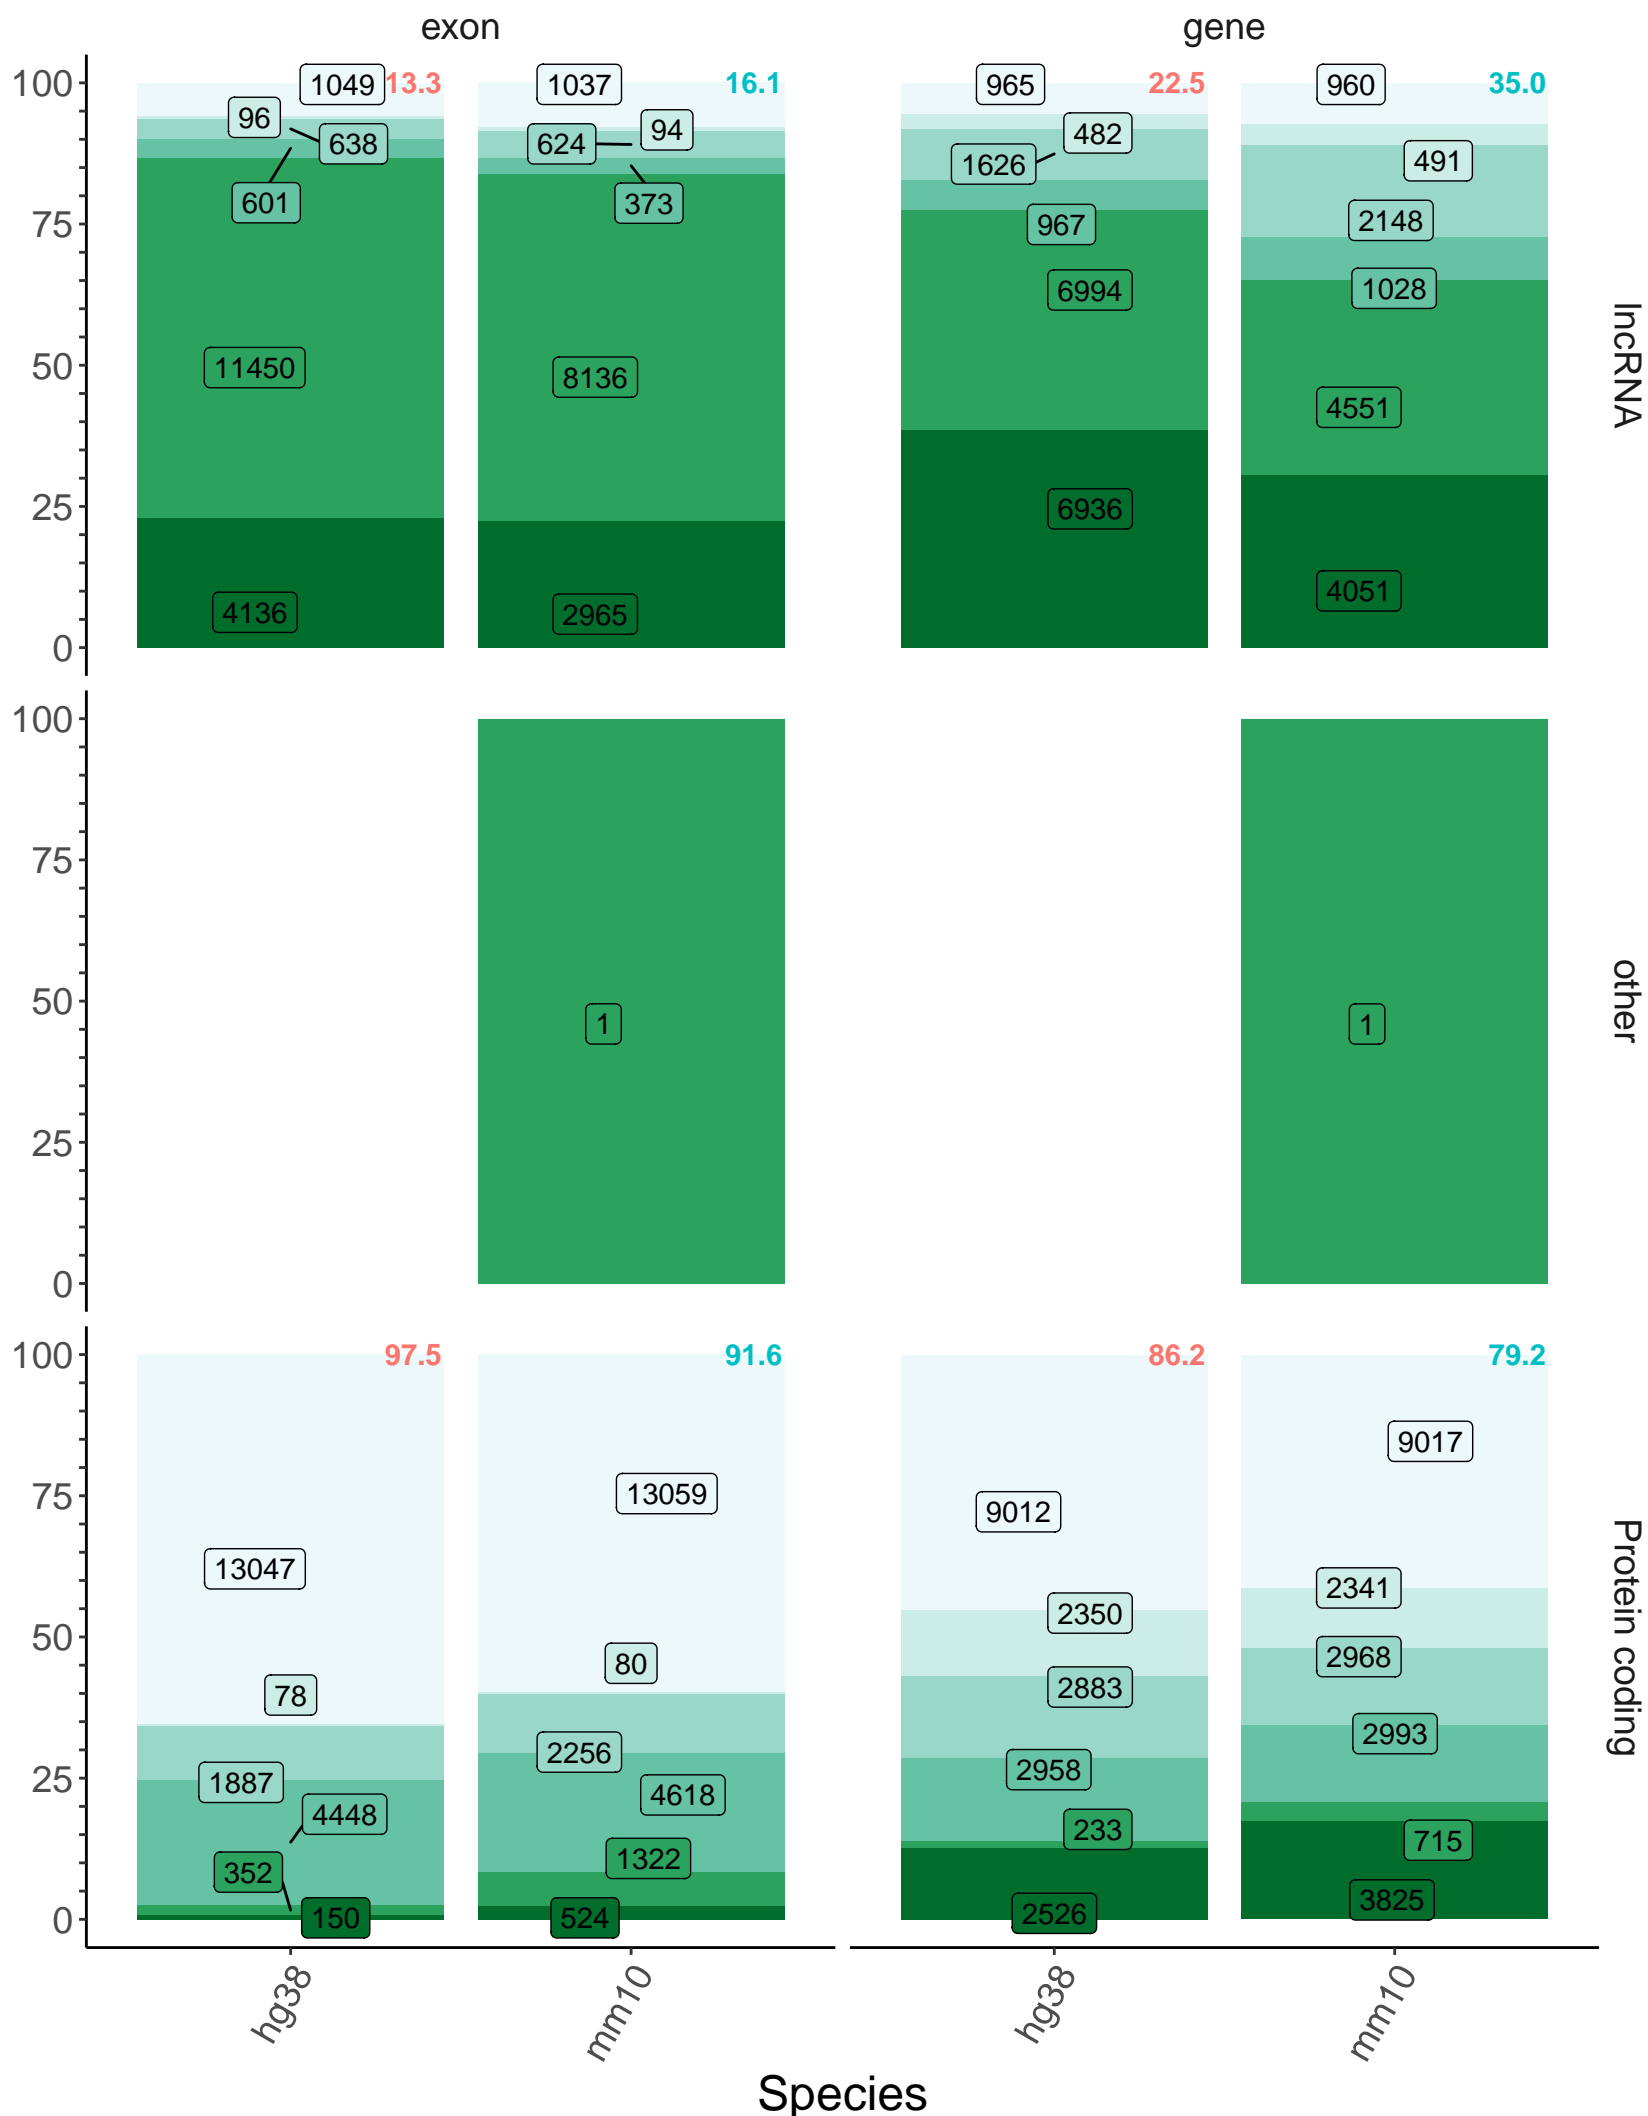 exon gene
100 1049 13.3 1037 16.1 965 22.5 960 35.0
96 638 624 94 1626 482 491
75 601 373 967 2148
6994 1028
50 11450 8136 4551
25 6936
4136 2965 4051
0
lncRNA
100
75
50 1 1
25
0
other
100 97.5 91.6 86.2 79.2
9017
75 13059 9012
13047 2350 2341
50 78 80 2883 2968
25 1887 2256 2958 2993
4448 4618 233 715
352 1322
0 150 524 2526 3825
Protein coding
hg38 mm10 hg38 mm10
Species